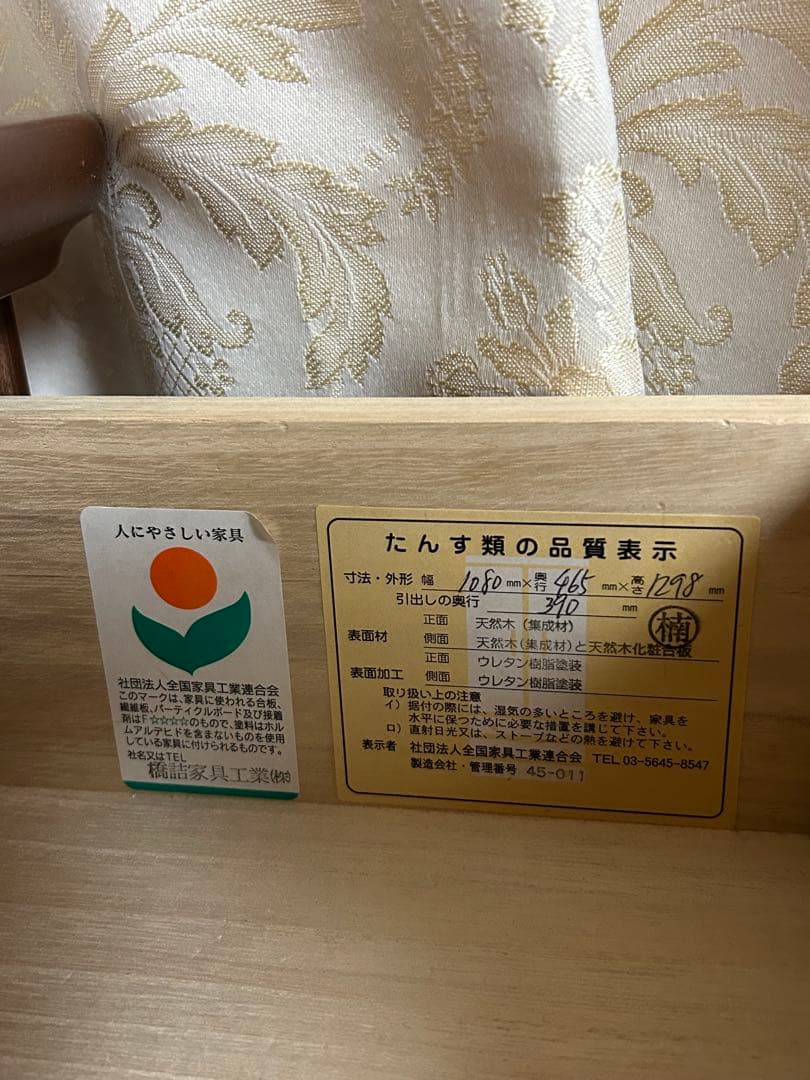 人にやさしい家具
社団法人全国家具工業連合会
このマークは、家具に使われる合板、
繊維板、パーティクルボード及び接着
剤はF☆☆☆☆のもので、塗料はホル
ムアルデヒドを含まないものを使用
している家具に付けられるものです。
社名又はTEL
橋詰家具工業(株)
たんす類の品質表示
寸法・外形 幅 1080 mm×奥行 465 mm×高さ 1298 mm
引出しの奥行 390 mm
表面材 正面 天然木(集成材)
側面 天然木(集成材)と天然木化粧合板
楠
表面加工 正面 ウレタン樹脂塗装
側面 ウレタン樹脂塗装
取り扱い上の注意
イ)据付の際には、湿気の多いところを避け、家具を
水平に保つために必要な措置を講じて下さい。
ロ)直射日光又は、ストーブなどの熱を避けて下さい。
表示者 社団法人全国家具工業連合会 TEL 03-5645-8547
製造会社・管理番号 45-011